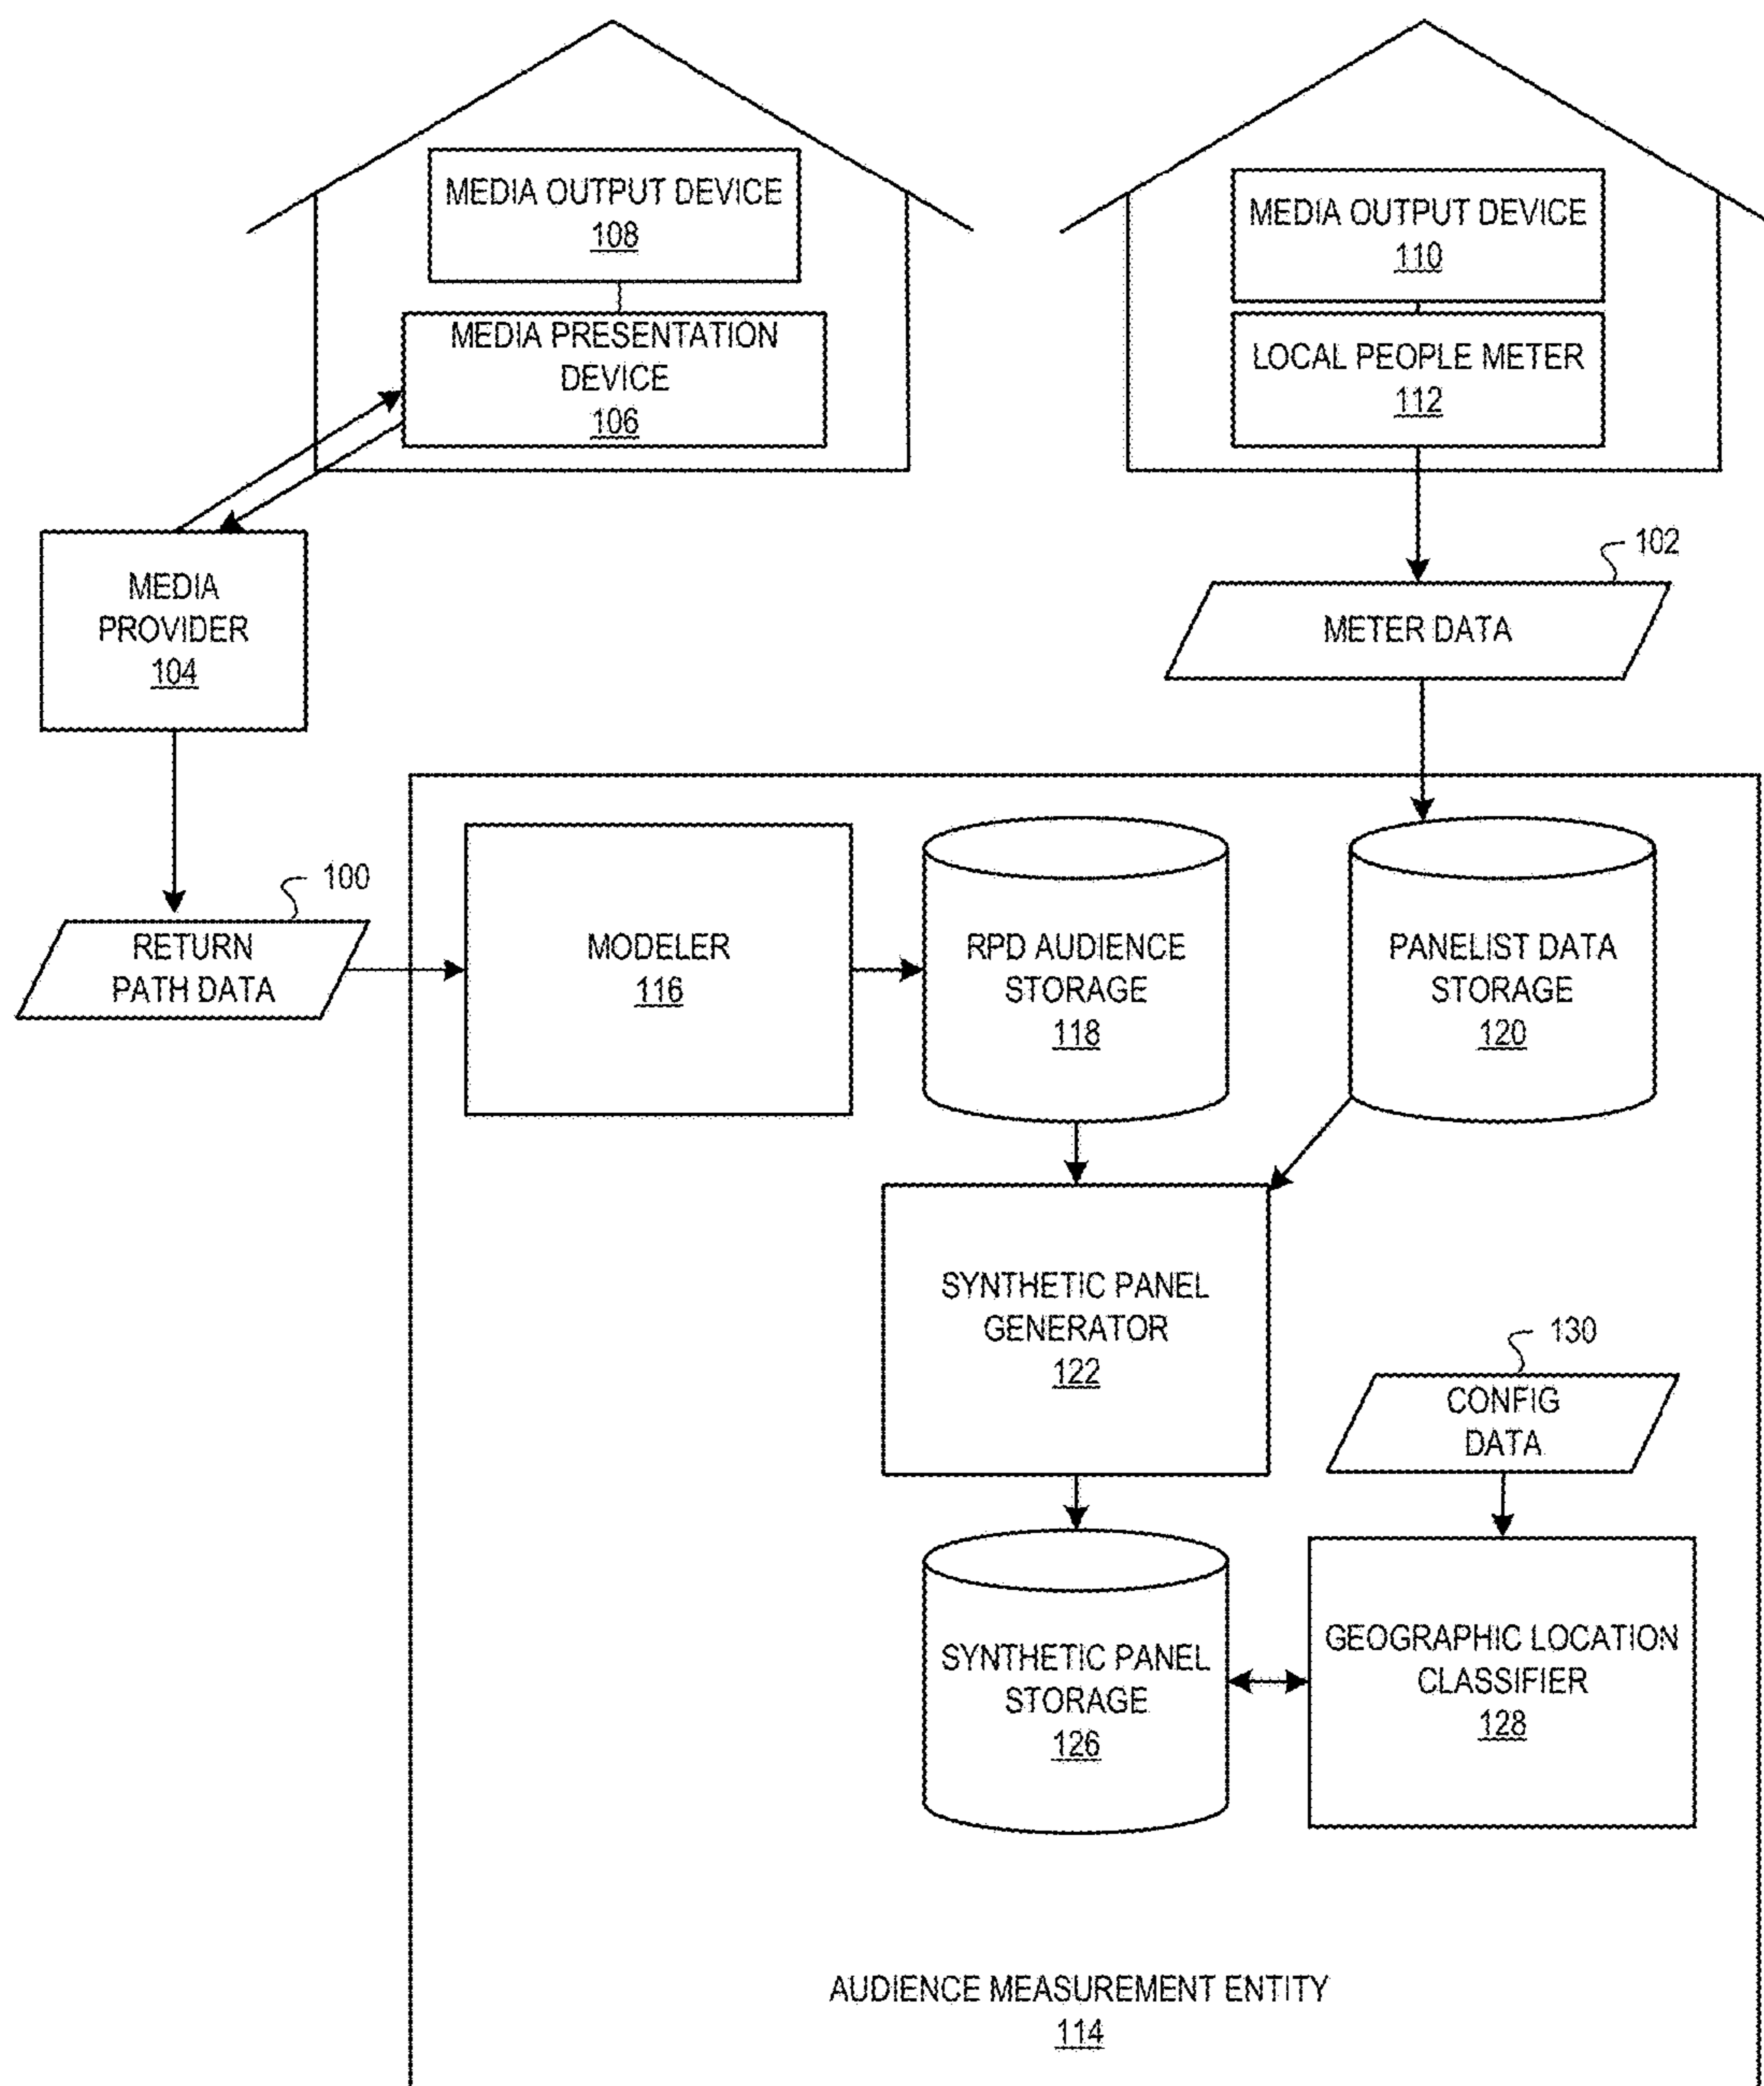 MEDIA OUTPUT DEVICE
108
MEDIA PRESENTATION
DEVICE
106
MEDIA OUTPUT DEVICE
110
LOCAL PEOPLE METER
112
MEDIA
PROVIDER
104
102
METER DATA
100
RETURN
PATH DATA
MODELER
116
RPD AUDIENCE
STORAGE
118
PANELIST DATA
STORAGE
120
SYNTHETIC PANEL
GENERATOR
122
130
CONFIG
DATA
SYNTHETIC PANEL
STORAGE
126
GEOGRAPHIC LOCATION
CLASSIFIER
128
AUDIENCE MEASUREMENT ENTITY
114